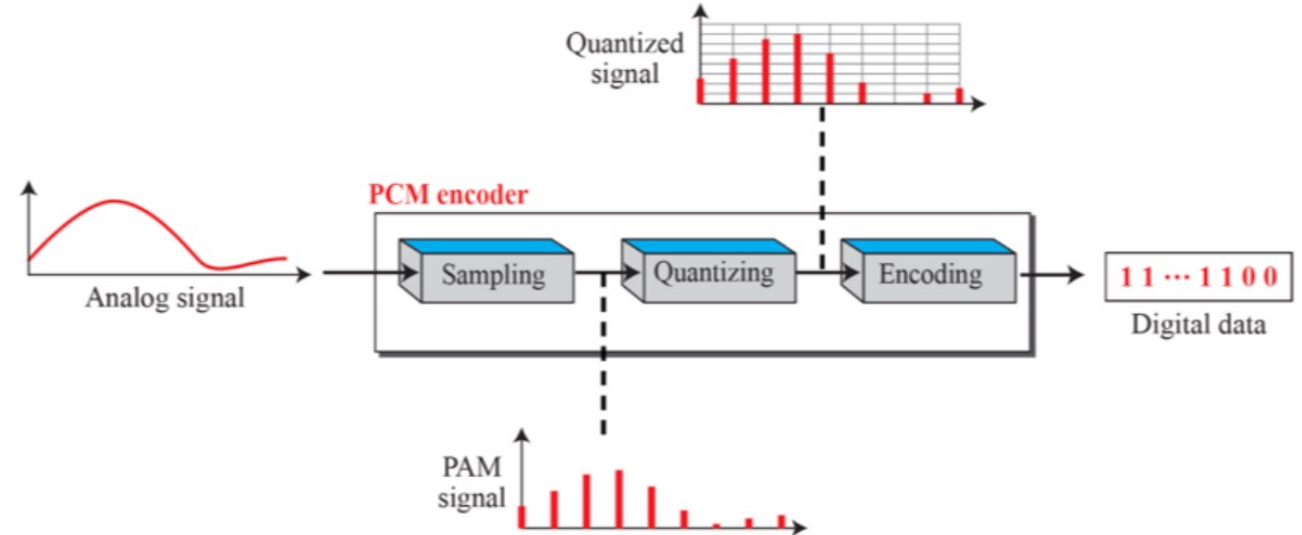 Quantized
signal
PCM encoder
Sampling
Quantizing
Encoding
1 1 ··· 1 1 0 0
Analog signal
Digital data
PAM
signal